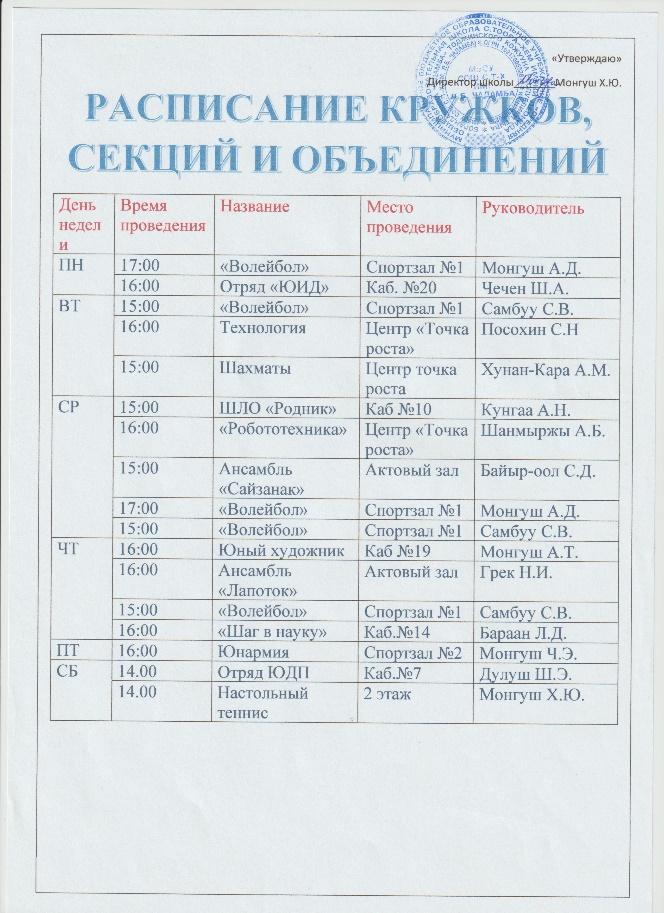 «Утверждаю»
Директор школы Монгуш Х.Ю.
РАСПИСАНИЕ КРУЖКОВ,
СЕКЦИЙ И ОБЪЕДИНЕНИЙ
День Время Название Место Руководитель
недел проведения проведения
и
ПН 17:00 «Волейбол» Спортзал №1 Монгуш А.Д.
16:00 Отряд «ЮИД» Каб. №20 Чечен Ш.А.
ВТ 15:00 «Волейбол» Спортзал №1 Самбуу С.В.
16:00 Технология Центр «Точка Посохин С.Н
роста»
15:00 Шахматы Центр точка Хунан-Кара А.М.
роста
СР 15:00 ШЛО «Родник» Каб №10 Кунгаа А.Н.
16:00 «Робототехника» Центр «Точка Шанмыржы А.Б.
роста»
15:00 Ансамбль Актовый зал Байыр-оол С.Д.
«Сайзанак»
17:00 «Волейбол» Спортзал №1 Монгуш А.Д.
15:00 «Волейбол» Спортзал №1 Самбуу С.В.
ЧТ 16:00 Юный художник Каб №19 Монгуш А.Т.
16:00 Ансамбль Актовый зал Грек Н.И.
«Лапоток»
15:00 «Волейбол» Спортзал №1 Самбуу С.В.
16:00 «Шаг в науку» Каб.№14 Бараан Л.Д.
ПТ 16:00 Юнармия Спортзал №2 Монгуш Ч.Э.
СБ 14.00 Отряд ЮДП Каб.№7 Дулуш Ш.Э.
14.00 Настольный 2 этаж Монгуш Х.Ю.
теннис